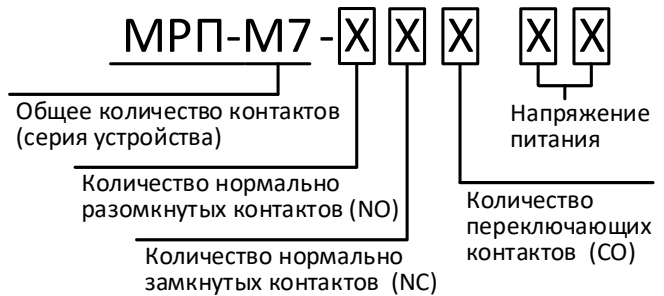 МРП-М7-X X X X X
Общее количество контактов
(серия устройства)
Напряжение
питания
Количество нормально
разомкнутых контактов (NO)
Количество
переключающих
контактов (CO)
Количество нормально
замкнутых контактов (NC)